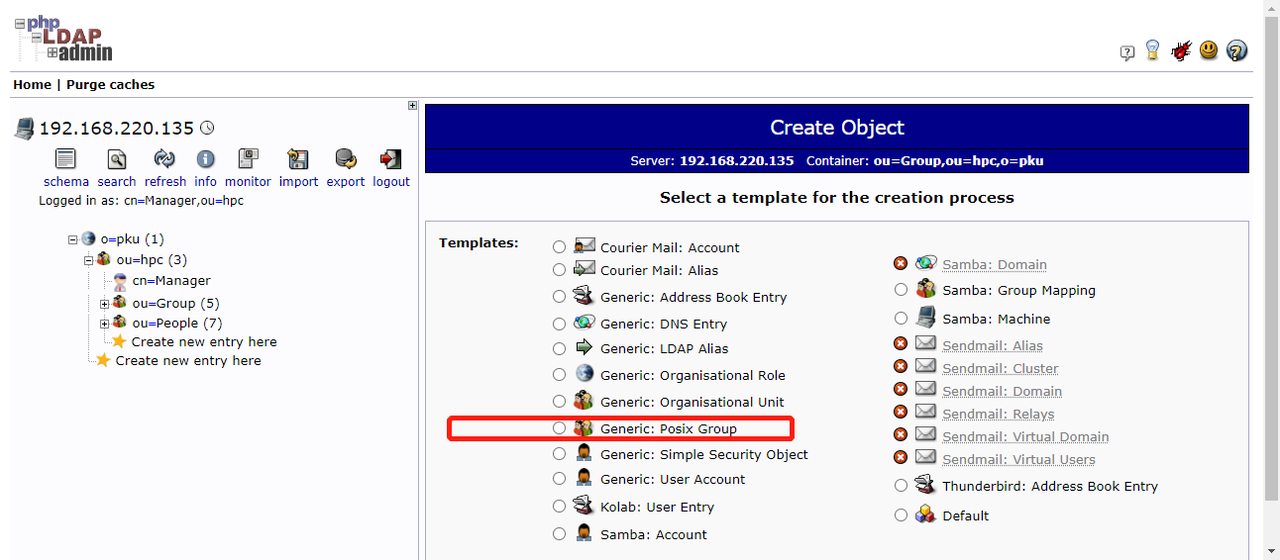 php
LDAP
admin
Home | Purge caches
192.168.220.135
schema search refresh info monitor import export logout
Logged in as: cn=Manager,ou=hpc
o=pku (1)
ou=hpc (3)
cn=Manager
ou=Group (5)
ou=People (7)
Create new entry here
Create new entry here
Create Object
Server: 192.168.220.135 Container: ou=Group,ou=hpc,o=pku
Select a template for the creation process
Templates:
Courier Mail: Account
Courier Mail: Alias
Generic: Address Book Entry
Generic: DNS Entry
Generic: LDAP Alias
Generic: Organisational Role
Generic: Organisational Unit
Generic: Posix Group
Generic: Simple Security Object
Generic: User Account
Kolab: User Entry
Samba: Account
Samba: Domain
Samba: Group Mapping
Samba: Machine
Sendmail: Alias
Sendmail: Cluster
Sendmail: Domain
Sendmail: Relays
Sendmail: Virtual Domain
Sendmail: Virtual Users
Thunderbird: Address Book Entry
Default